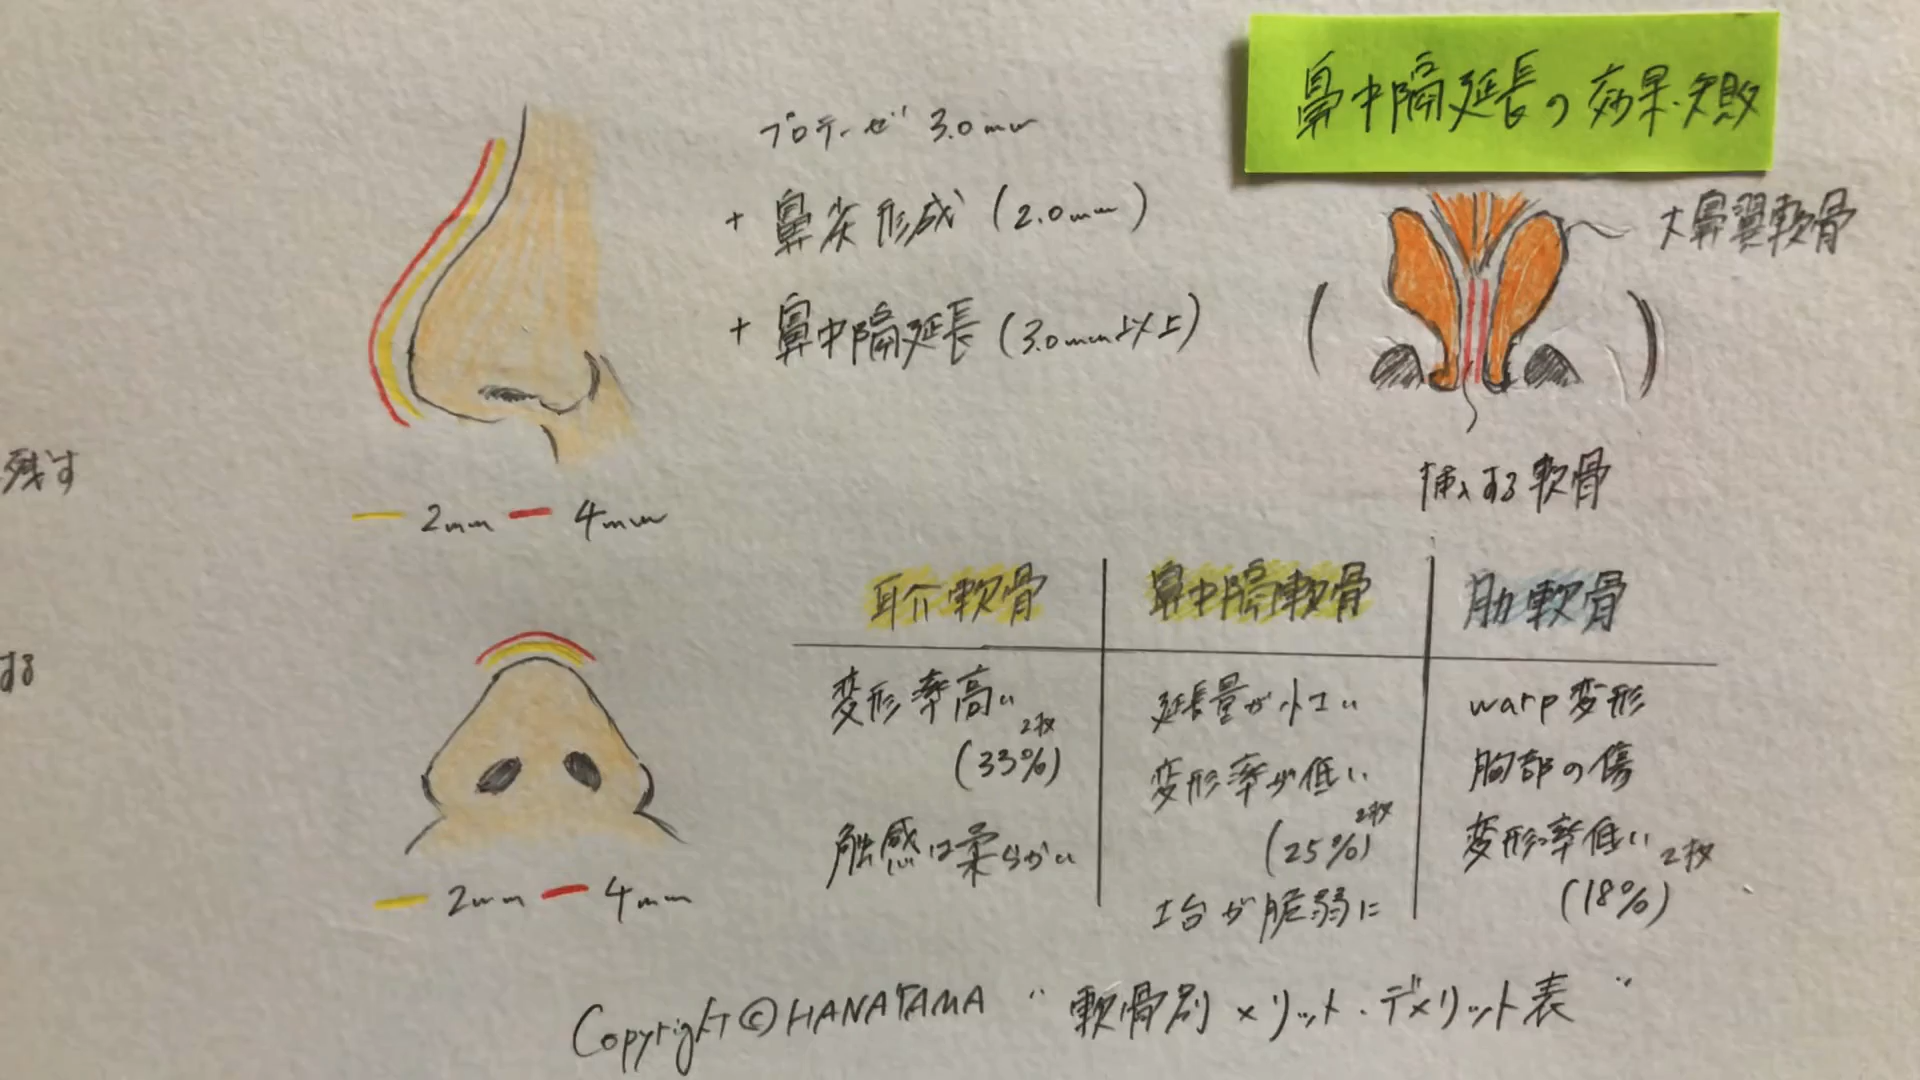 鼻中隔延長の効果・失敗
プロテーゼ 3.0mm
+ 鼻尖形成 (2.0mm)
+ 鼻中隔延長 (3.0mm以上)
大鼻翼軟骨
挿入する軟骨
残す
2mm 4mm
する
2mm 4mm
耳介軟骨
変形率高い
2枚
(33%)
触感は柔らかい
鼻中隔軟骨
延長量が小さい
変形率が低い
2枚
(25%)
土台が脆弱に
肋軟骨
warp変形
胸部の傷
変形率低い 2枚
(18%)
Copyright © HANAYAMA "軟骨別メリット・デメリット表"